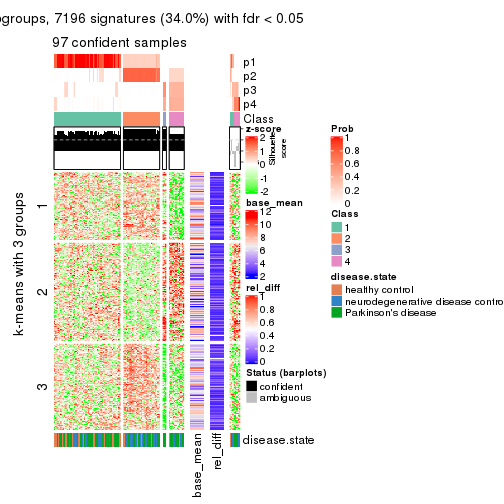 ogroups, 7196 signatures (34.0%) with fdr < 0.05
97 confident samples
p1
p2
p3
p4
Class
z-score
2
1
0
-1
-2
Silhouette
score
base_mean
12
10
8
6
4
2
rel_diff
1
0.8
0.6
0.4
0.2
0
Status (barplots)
confident
ambiguous
Prob
1
0.8
0.6
0.4
0.2
0
Class
1
2
3
4
disease.state
healthy control
neurodegenerative disease contro
Parkinson's disease
k-means with 3 groups
1
2
3
disease.state
base_mean
rel_diff